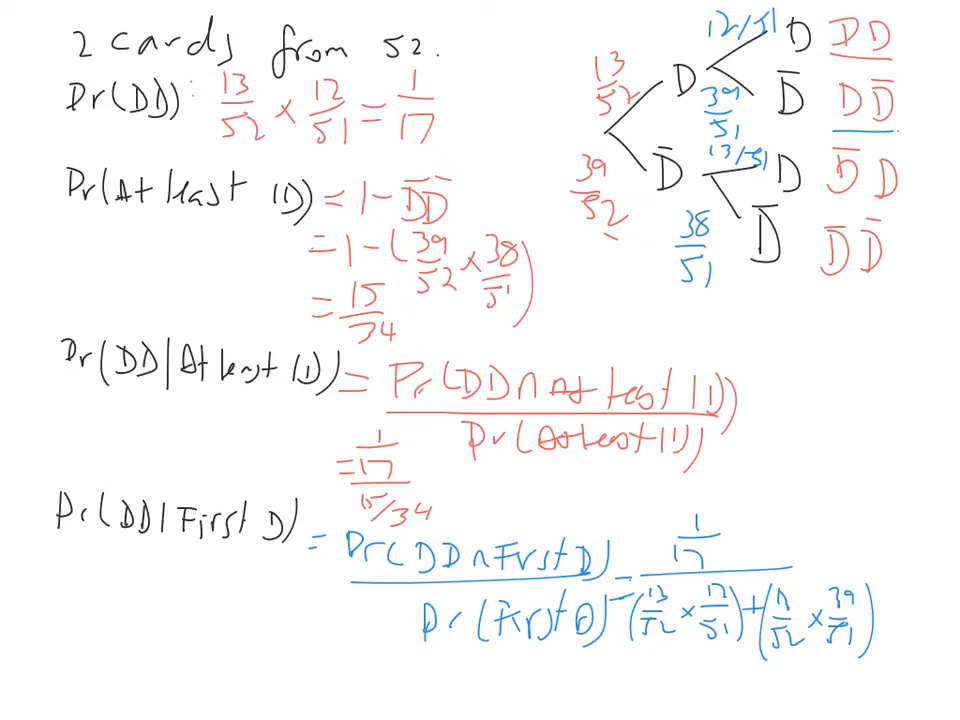 2 cards from 52.
Pr(DD): 13/52 × 12/51 = 1/17
Pr(At least 1D) = 1 - D̅D̅
= 1 - (39/52 × 38/51)
= 15/34
Pr(DD|At least 1D) = Pr(DD∩At least 1D) / Pr(At least 1D)
= 1/17 / 15/34
Pr(DD|First D) = Pr(DD∩First D) / Pr(First D) = 1/17 / (13/52 × 12/51) + (13/52 × 39/51)
13/52 D 12/51 D DD
39/51 D̅ DD̅
39/52 D̅ 13/51 D D̅D
38/51 D̅ D̅D̅